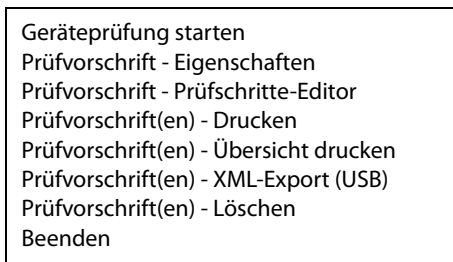 Geräteprüfung starten
Prüfvorschrift - Eigenschaften
Prüfvorschrift - Prüfschritte-Editor
Prüfvorschrift(en) - Drucken
Prüfvorschrift(en) - Übersicht drucken
Prüfvorschrift(en) - XML-Export (USB)
Prüfvorschrift(en) - Löschen
Beenden